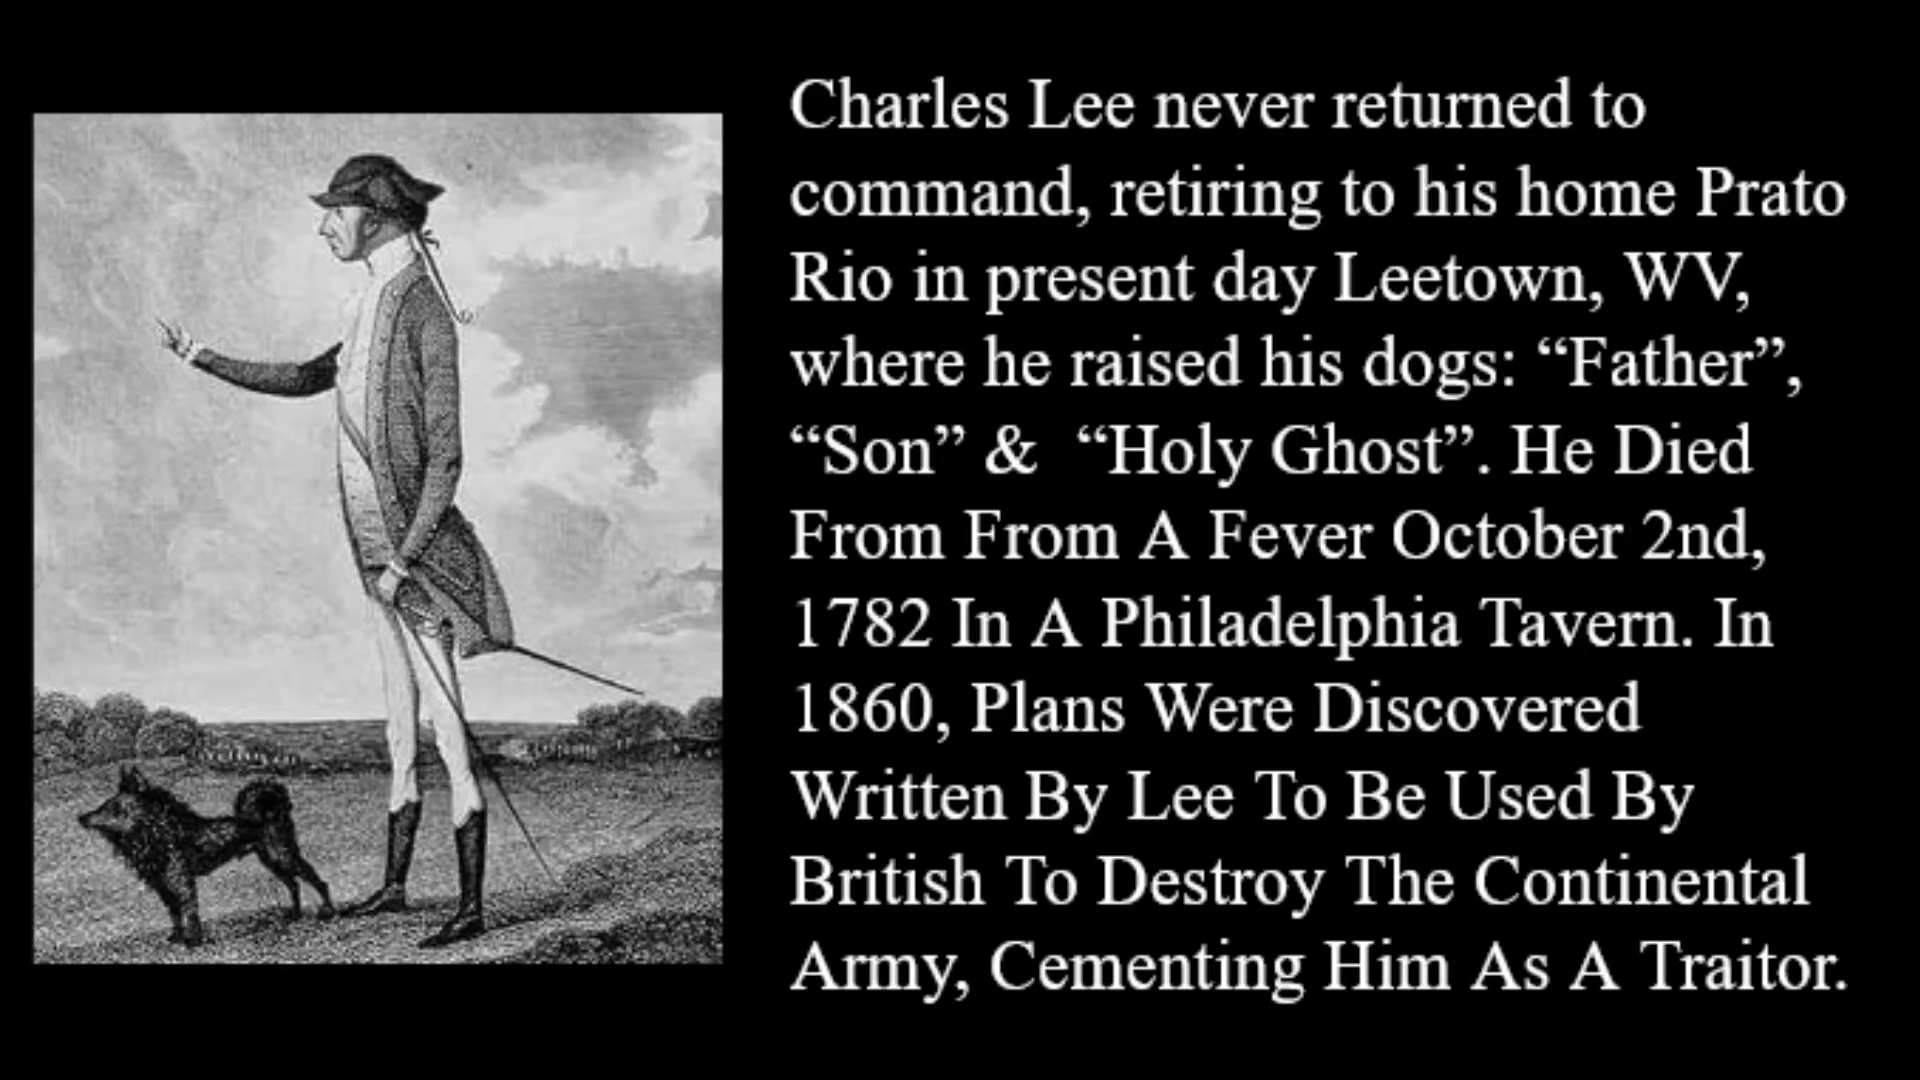 Charles Lee never returned to
command, retiring to his home Prato
Rio in present day Leetown, WV,
where he raised his dogs: “Father”,
“Son” &  “Holy Ghost”. He Died
From From A Fever October 2nd,
1782 In A Philadelphia Tavern. In
1860, Plans Were Discovered
Written By Lee To Be Used By
British To Destroy The Continental
Army, Cementing Him As A Traitor.